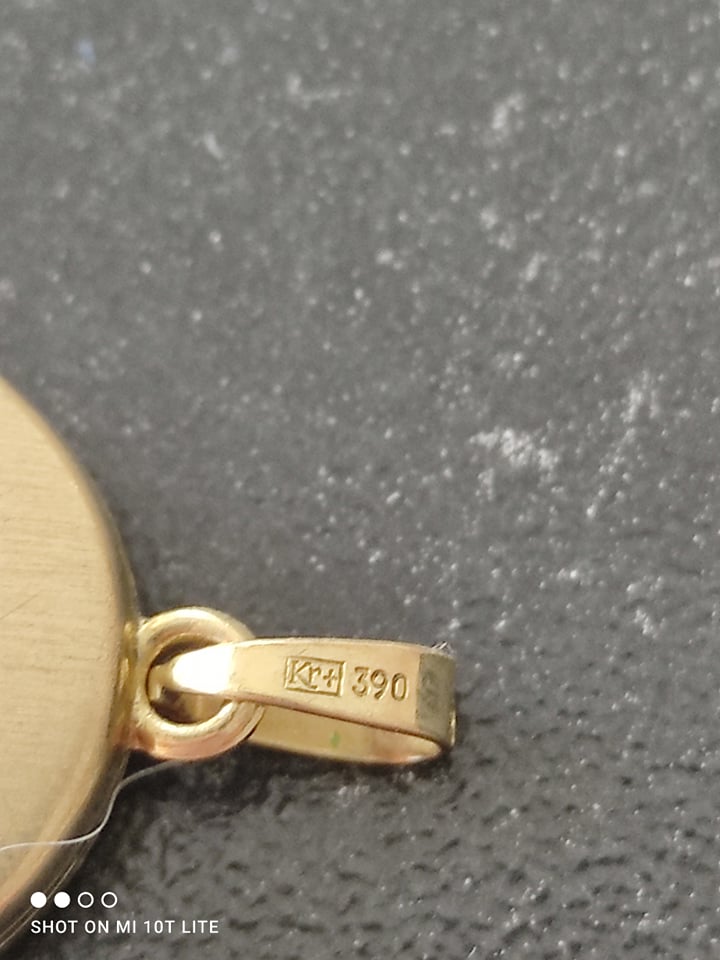 Kr+ 390
SHOT ON MI 10T LITE